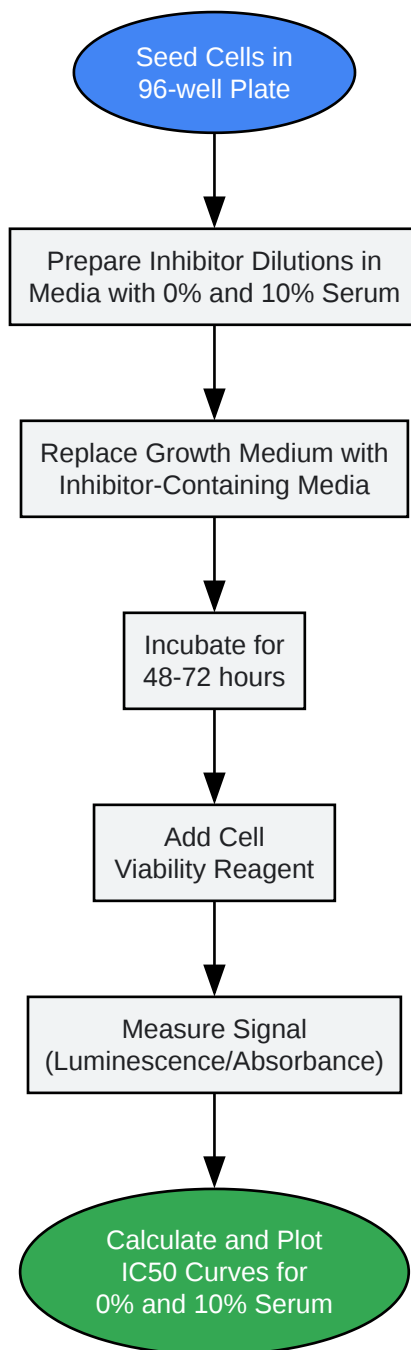 Seed Cells in
96-well Plate
Prepare Inhibitor Dilutions in
Media with 0% and 10% Serum
Replace Growth Medium with
Inhibitor-Containing Media
Incubate for
48-72 hours
Add Cell
Viability Reagent
Measure Signal
(Luminescence/Absorbance)
Calculate and Plot
IC50 Curves for
0% and 10% Serum